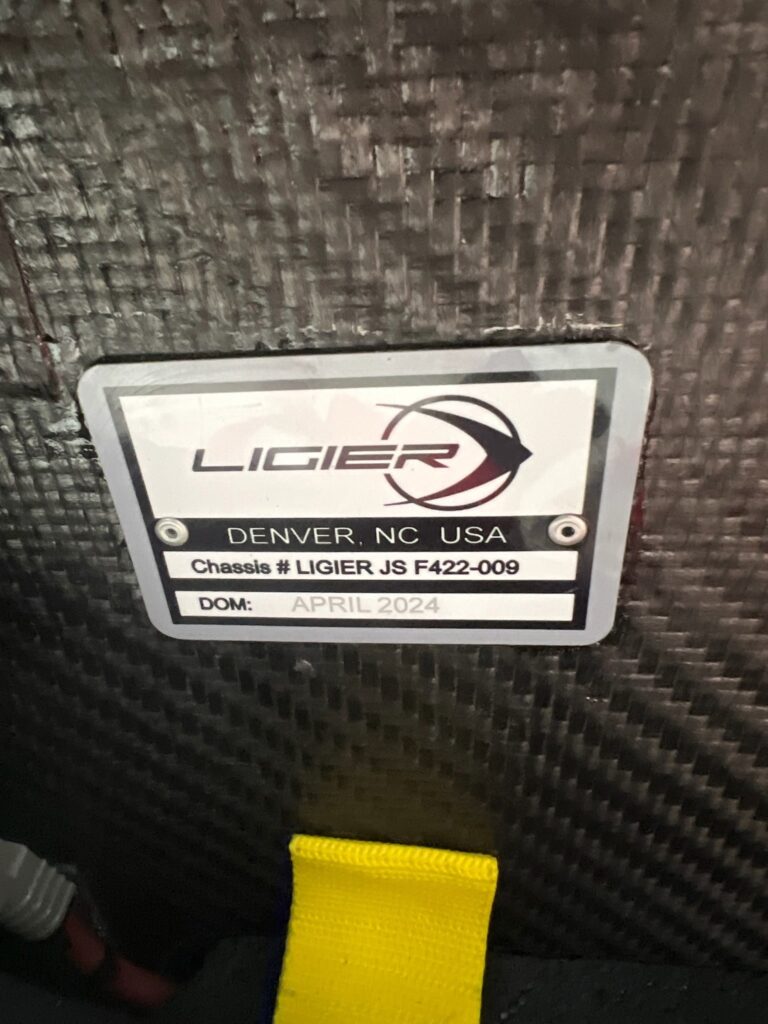 LIGIER
DENVER, NC USA
Chassis # LIGIER JS F422-009
DOM: APRIL 2024